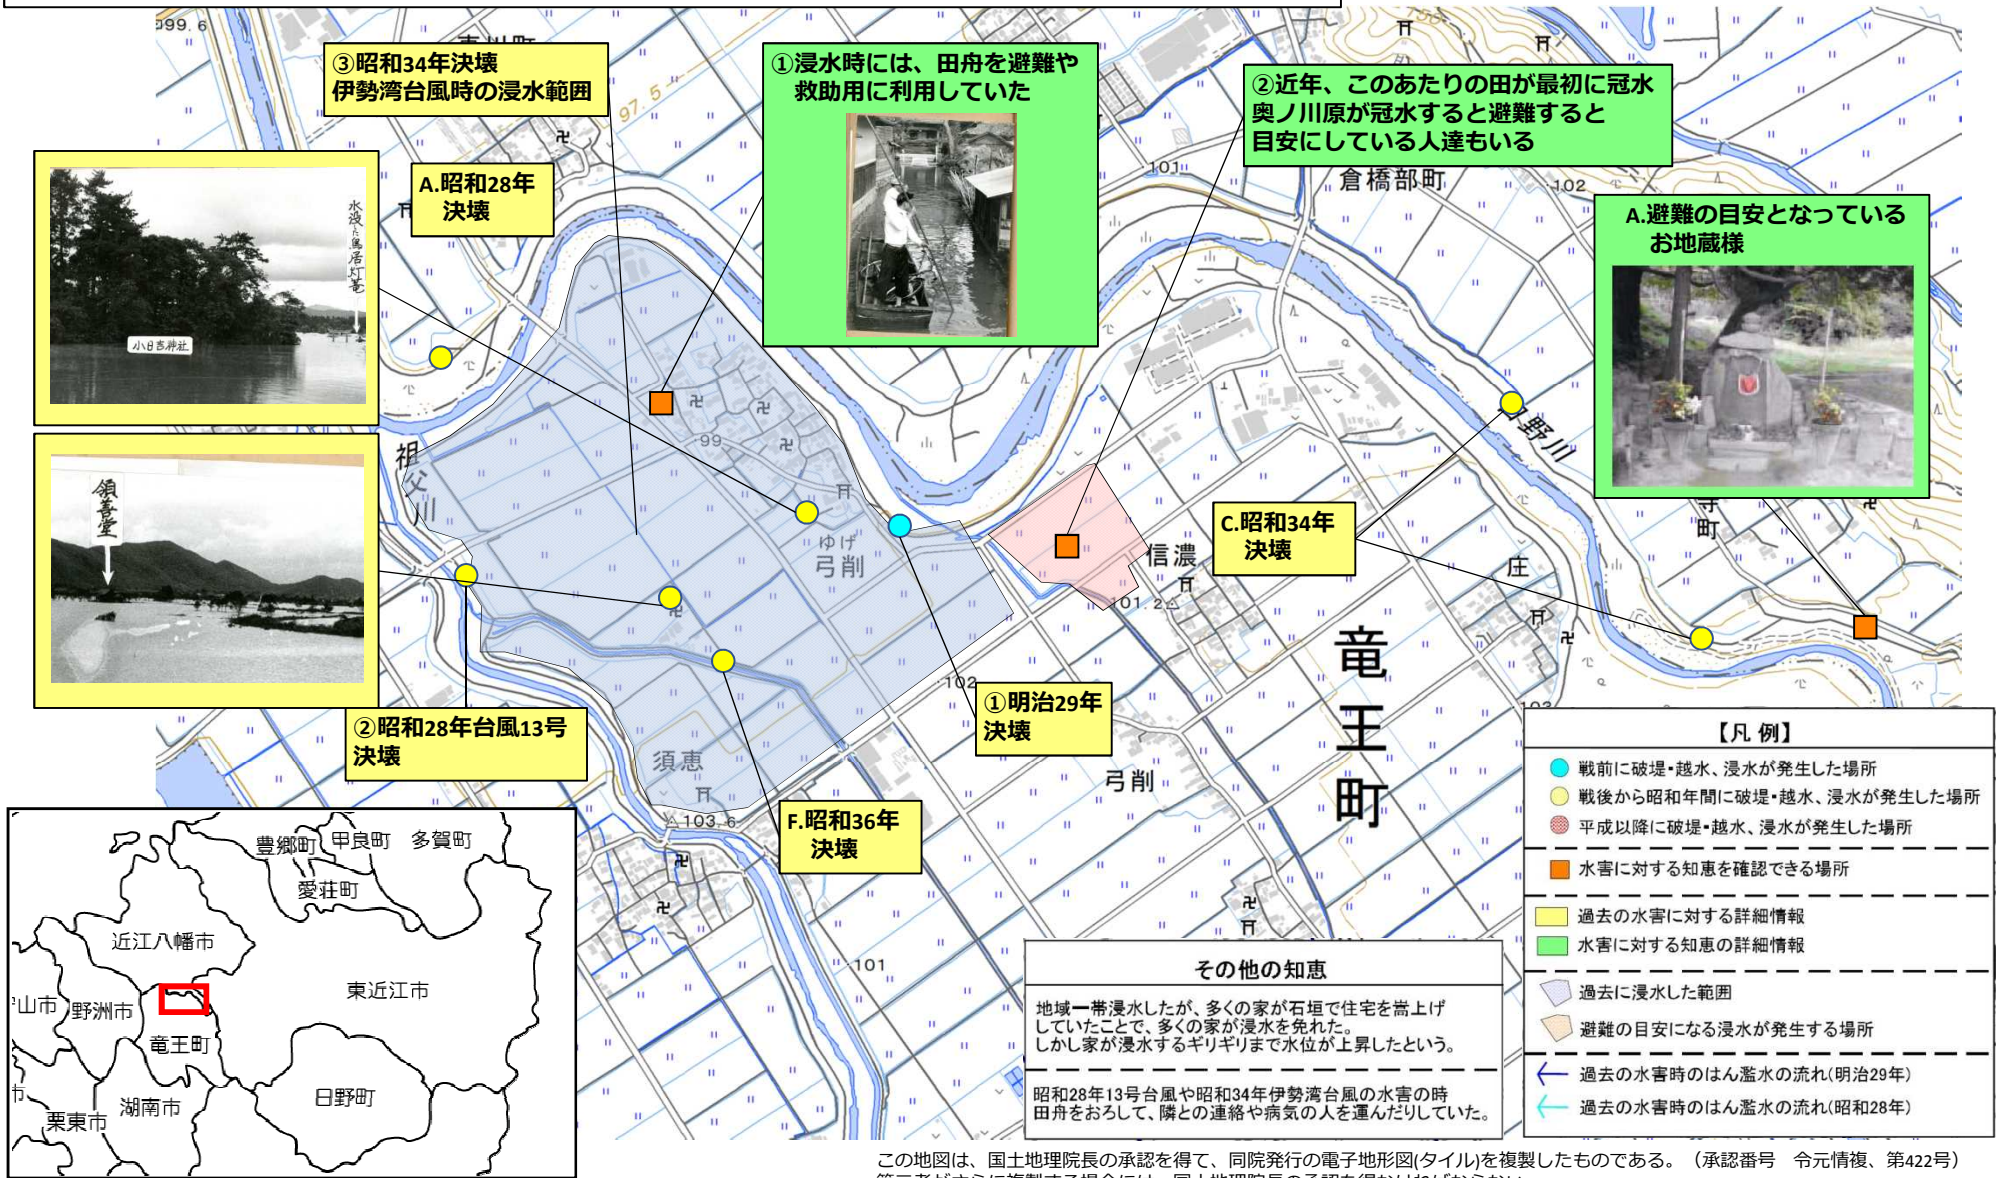 ③昭和34年決壊
伊勢湾台風時の浸水範囲
①浸水時には、田舟を避難や
救助用に利用していた
②近年、このあたりの田が最初に冠水
奥ノ川原が冠水すると避難すると
目安にしている人達もいる
A.昭和28年
決壊
A.避難の目安となっている
お地蔵様
水没した鳥居灯篭
小日吉神社
領善堂
②昭和28年台風13号
決壊
①明治29年
決壊
F.昭和36年
決壊
C.昭和34年
決壊
99.6
97.5
101
倉橋部町
102
祖父川
99
ゆげ
弓削
信濃
101.2
庄
寺町
竜王町
102
弓削
須恵
103.6
101
豊郷町
甲良町
多賀町
愛荘町
近江八幡市
東近江市
山市
野洲市
竜王町
日野町
湖南市
栗東市
市
その他の知恵
地域一帯浸水したが、多くの家が石垣で住宅を嵩上げ
していたことで、多くの家が浸水を免れた。
しかし家が浸水するギリギリまで水位が上昇したという。
昭和28年13号台風や昭和34年伊勢湾台風の水害の時
田舟をおろして、隣との連絡や病気の人を運んだりしていた。
【凡 例】
戦前に破堤・越水、浸水が発生した場所
戦後から昭和年間に破堤・越水、浸水が発生した場所
平成以降に破堤・越水、浸水が発生した場所
水害に対する知恵を確認できる場所
過去の水害に対する詳細情報
水害に対する知恵の詳細情報
過去に浸水した範囲
避難の目安になる浸水が発生する場所
過去の水害時のはん濫水の流れ(明治29年)
過去の水害時のはん濫水の流れ(昭和28年)
この地図は、国土地理院長の承認を得て、同院発行の電子地形図(タイル)を複製したものである。（承認番号　令元情複、第422号）